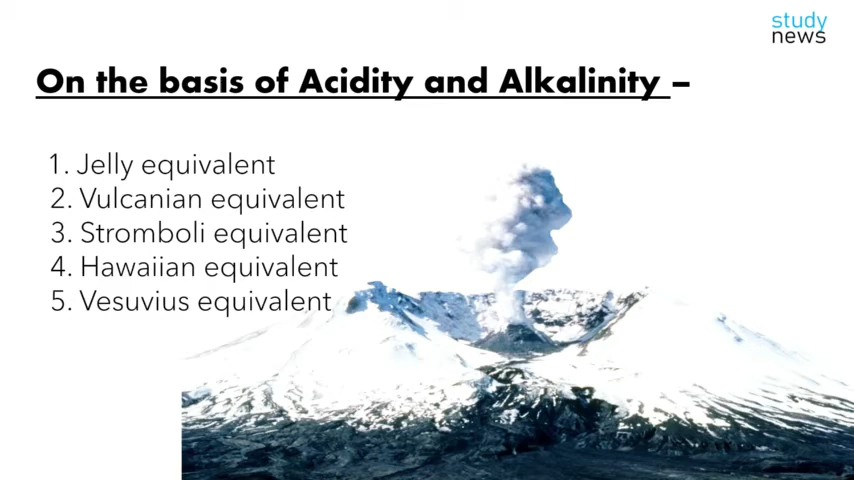 study
news
On the basis of Acidity and Alkalinity –
1. Jelly equivalent
2. Vulcanian equivalent
3. Stromboli equivalent
4. Hawaiian equivalent
5. Vesuvius equivalent